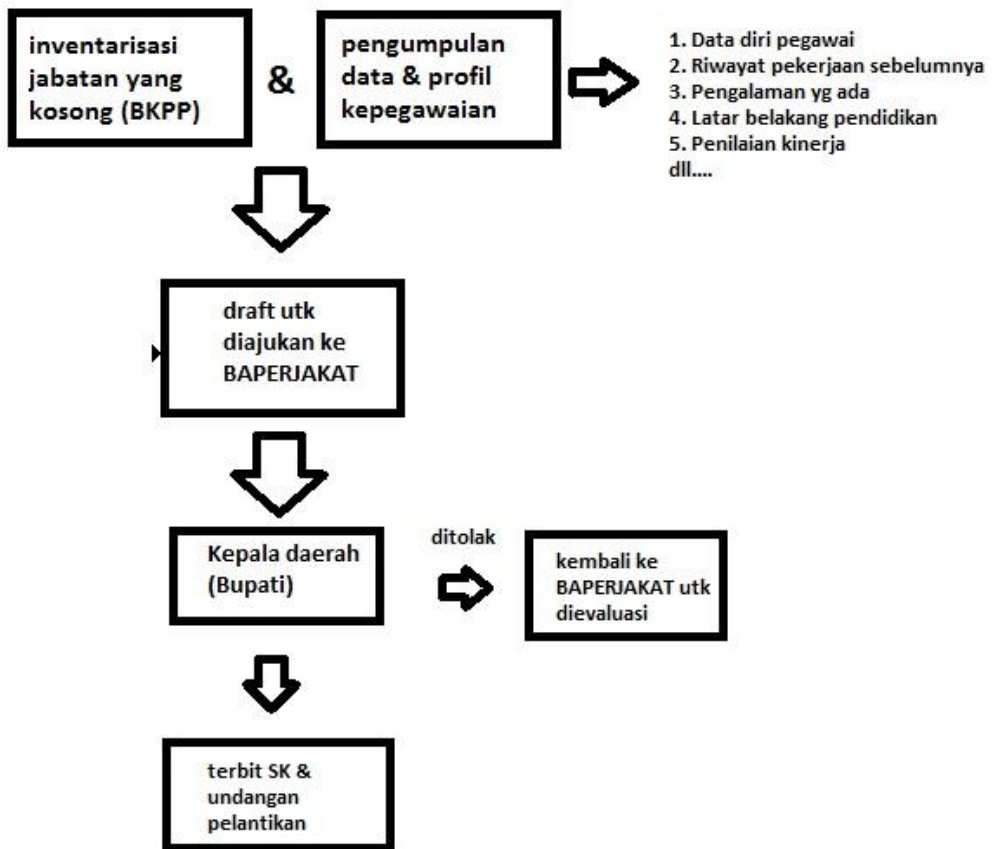 inventarisasi
jabatan yang
kosong (BKPP)
&
pengumpulan
data & profil
kepegawaian
1. Data diri pegawai
2. Riwayat pekerjaan sebelumnya
3. Pengalaman yg ada
4. Latar belakang pendidikan
5. Penilaian kinerja
dll....
draft utk
diajukan ke
BAPERJAKAT
Kepala daerah
(Bupati)
ditolak
kembali ke
BAPERJAKAT utk
dievaluasi
terbit SK &
undangan
pelantikan